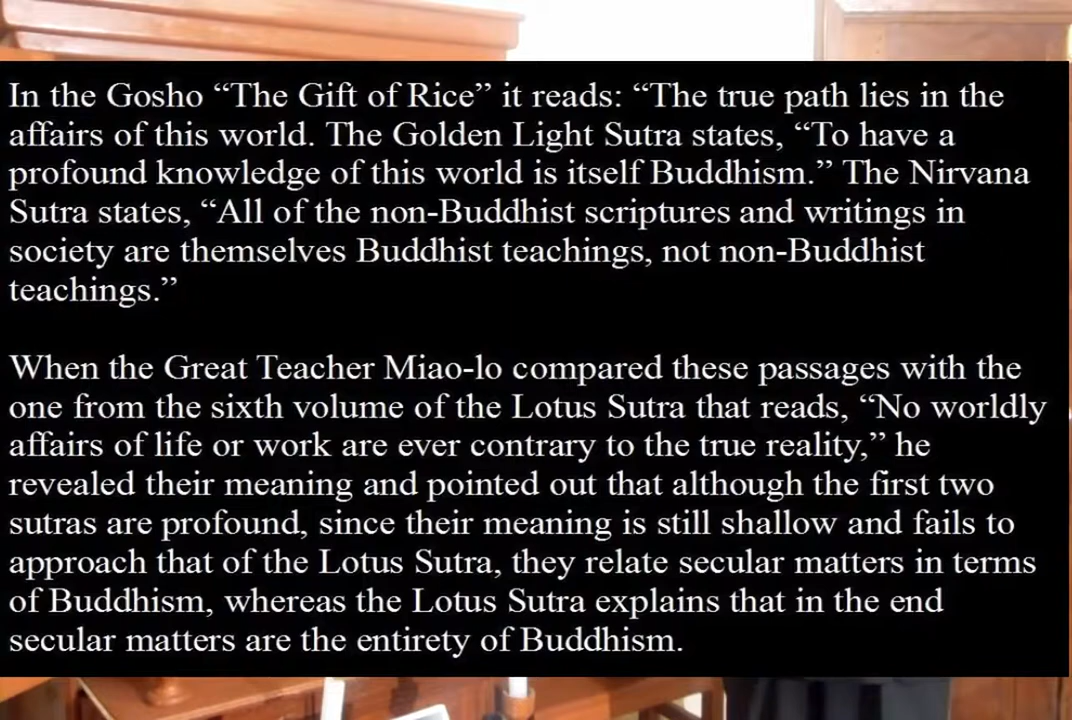 In the Gosho “The Gift of Rice” it reads: “The true path lies in the
affairs of this world. The Golden Light Sutra states, “To have a
profound knowledge of this world is itself Buddhism.” The Nirvana
Sutra states, “All of the non-Buddhist scriptures and writings in
society are themselves Buddhist teachings, not non-Buddhist
teachings.”
When the Great Teacher Miao-lo compared these passages with the
one from the sixth volume of the Lotus Sutra that reads, “No worldly
affairs of life or work are ever contrary to the true reality,” he
revealed their meaning and pointed out that although the first two
sutras are profound, since their meaning is still shallow and fails to
approach that of the Lotus Sutra, they relate secular matters in terms
of Buddhism, whereas the Lotus Sutra explains that in the end
secular matters are the entirety of Buddhism.